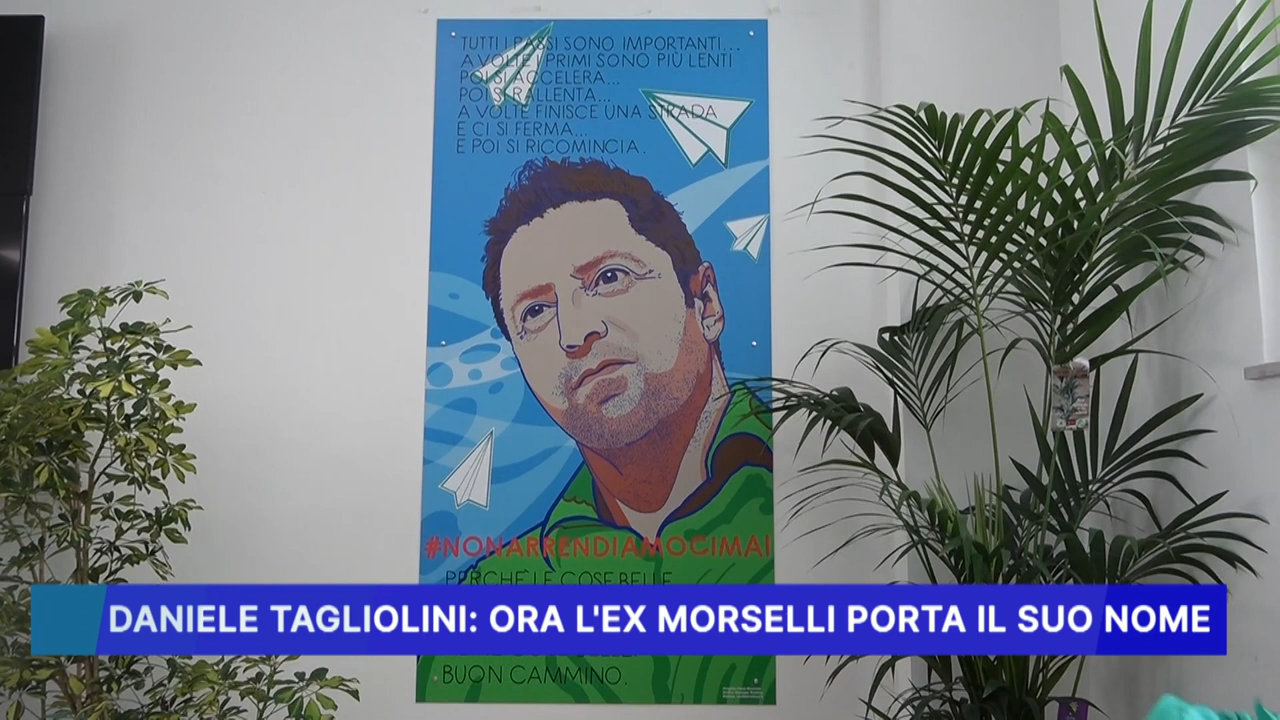 TUTTI I PASSI SONO IMPORTANTI...
A VOLTE I PRIMI SONO PIÙ LENTI
POI SI ACCELERA...
POI SI RALLENTA...
A VOLTE FINISCE UNA STRADA
E CI SI FERMA...
E POI SI RICOMINCIA.
#NONARRENDIAMOCIMAI
PERCHÈ LE COSE BELLE
DANIELE TAGLIOLINI: ORA L'EX MORSELLI PORTA IL SUO NOME
BUON CAMMINO.